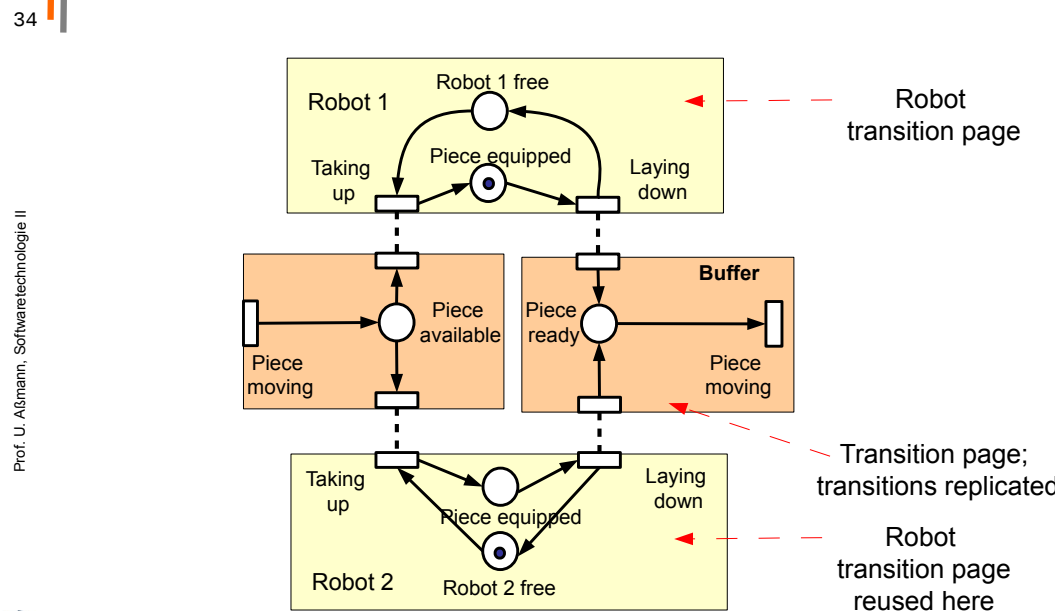 34
Robot 1
Robot 1 free
Piece equipped
Taking
up
Laying
down
Robot
transition page
Piece
available
Piece
moving
Buffer
Piece
ready
Piece
moving
Transition page;
transitions replicated
Taking
up
Piece equipped
Laying
down
Robot 2
Robot 2 free
Robot
transition page
reused here
Prof. U. Aßmann, Softwaretechnologie II